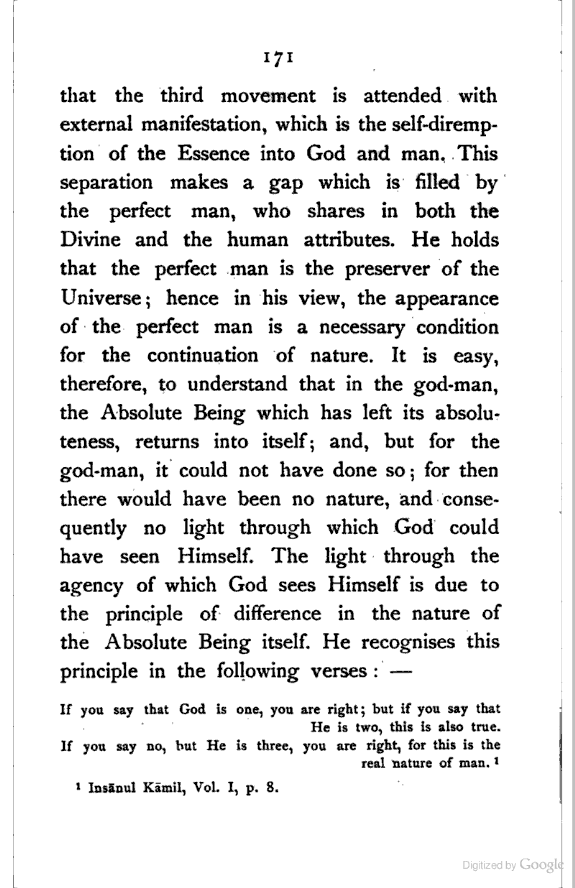 171
that the third movement is attended with
external manifestation, which is the self-diremp-
tion of the Essence into God and man. This
separation makes a gap which is filled by
the perfect man, who shares in both the
Divine and the human attributes. He holds
that the perfect man is the preserver of the
Universe; hence in his view, the appearance
of the perfect man is a necessary condition
for the continuation of nature. It is easy,
therefore, to understand that in the god-man,
the Absolute Being which has left its absolu-
teness, returns into itself; and, but for the
god-man, it could not have done so; for then
there would have been no nature, and conse-
quently no light through which God could
have seen Himself. The light through the
agency of which God sees Himself is due to
the principle of difference in the nature of
the Absolute Being itself. He recognises this
principle in the following verses : —
If you say that God is one, you are right; but if you say that
He is two, this is also true.
If you say no, but He is three, you are right, for this is the
real nature of man. ¹
¹ Insānul Kāmil, Vol. I, p. 8.
Digitized by Google